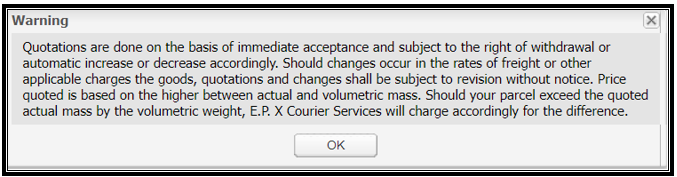 Warning
Quotations are done on the basis of immediate acceptance and subject to the right of withdrawal or
automatic increase or decrease accordingly. Should changes occur in the rates of freight or other
applicable charges the goods, quotations and changes shall be subject to revision without notice. Price
quoted is based on the higher between actual and volumetric mass. Should your parcel exceed the quoted
actual mass by the volumetric weight, E.P. X Courier Services will charge accordingly for the difference.
OK